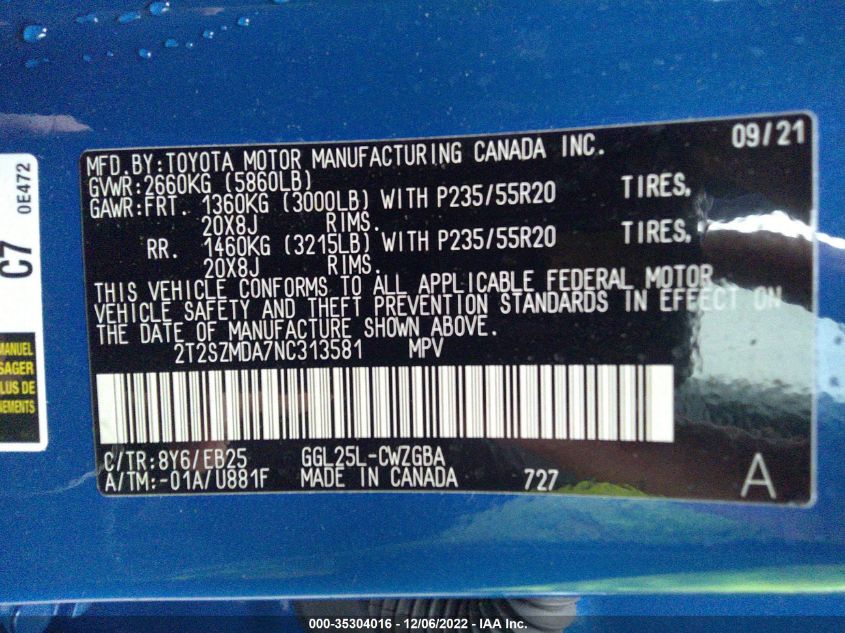 MFD.BY:TOYOTA MOTOR MANUFACTURING CANADA INC. 09/21
GVWR:2660KG (5860LB)
GAWR:FRT. 1360KG (3000LB) WITH P235/55R20 TIRES,
20X8J RIMS.
RR. 1460KG (3215LB) WITH P235/55R20 TIRES,
20X8J RIMS.
THIS VEHICLE CONFORMS TO ALL APPLICABLE FEDERAL MOTOR
VEHICLE SAFETY AND THEFT PREVENTION STANDARDS IN EFFECT ON
THE DATE OF MANUFACTURE SHOWN ABOVE.
2T2SZMDA7NC313581 MPV
C/TR:8Y6/EB25 GGL25L-CWZGBA
A/TM:-01A/U881F MADE IN CANADA 727 A
C7 0E472
MANUEL
SAGER
LUS DE
NEMENTS
000-35304016 - 12/06/2022 - IAA Inc.